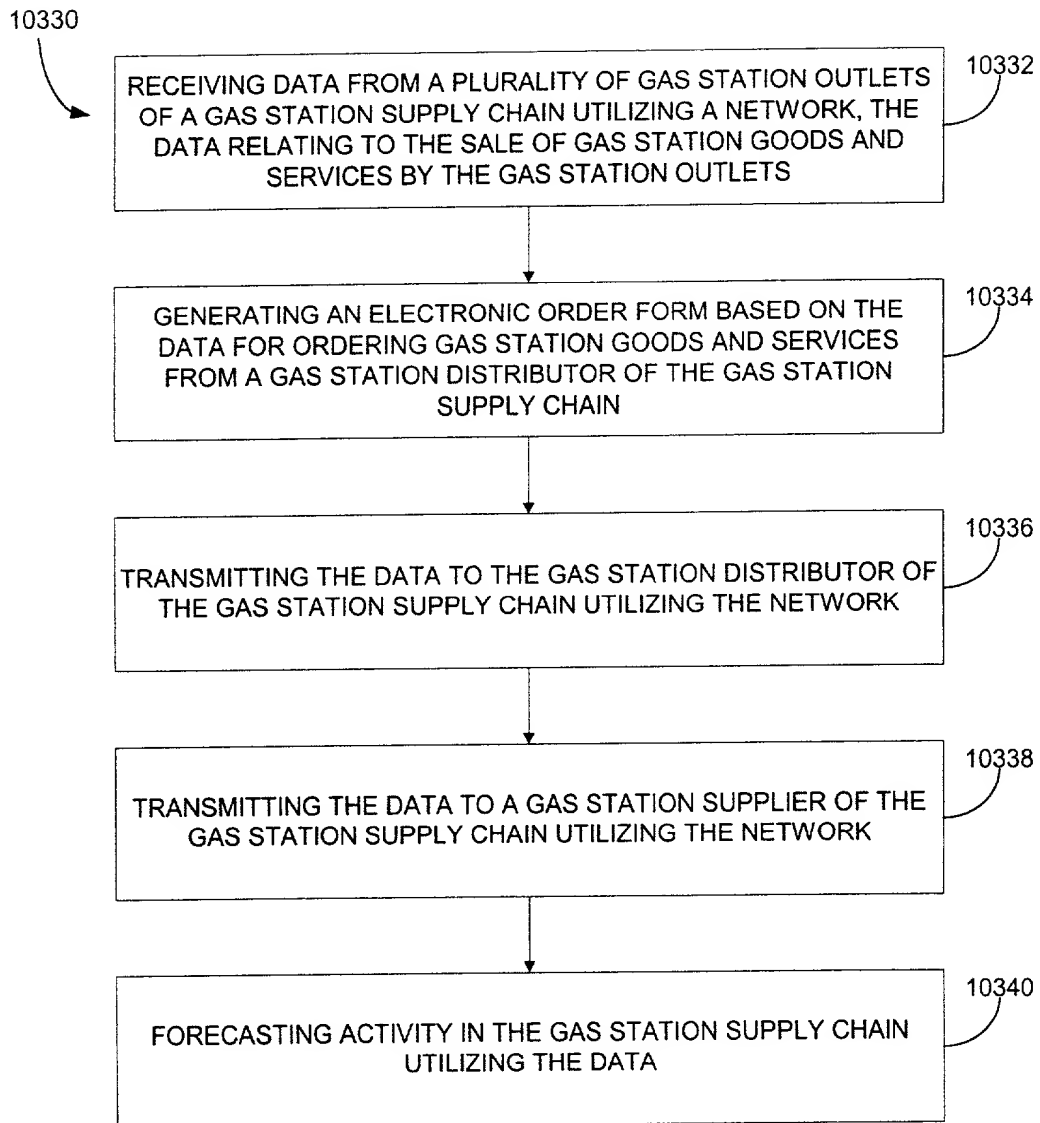 10330
RECEIVING DATA FROM A PLURALITY OF GAS STATION OUTLETS
OF A GAS STATION SUPPLY CHAIN UTILIZING A NETWORK, THE
DATA RELATING TO THE SALE OF GAS STATION GOODS AND
SERVICES BY THE GAS STATION OUTLETS
10332
GENERATING AN ELECTRONIC ORDER FORM BASED ON THE
DATA FOR ORDERING GAS STATION GOODS AND SERVICES
FROM A GAS STATION DISTRIBUTOR OF THE GAS STATION
SUPPLY CHAIN
10334
TRANSMITTING THE DATA TO THE GAS STATION DISTRIBUTOR OF
THE GAS STATION SUPPLY CHAIN UTILIZING THE NETWORK
10336
TRANSMITTING THE DATA TO A GAS STATION SUPPLIER OF THE
GAS STATION SUPPLY CHAIN UTILIZING THE NETWORK
10338
FORECASTING ACTIVITY IN THE GAS STATION SUPPLY CHAIN
UTILIZING THE DATA
10340